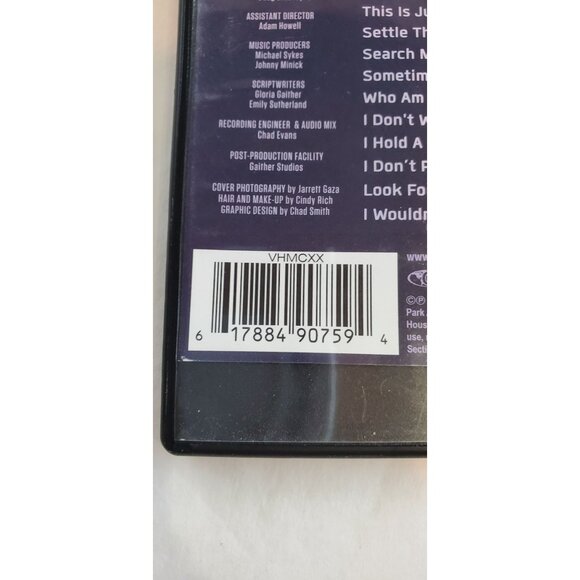 ASSISTANT DIRECTOR
Adam Howell
MUSIC PRODUCERS
Michael Sykes
Johnny Minick
SCRIPTWRITERS
Gloria Gaither
Emily Sutherland
RECORDING ENGINEER & AUDIO MIX
Chad Evans
POST-PRODUCTION FACILITY
Gaither Studios
COVER PHOTOGRAPHY by Jarrett Gaza
HAIR AND MAKE-UP by Cindy Rich
GRAPHIC DESIGN by Chad Smith
This Is Ju
Settle Th
Search M
Sometim
Who Am
I Don't W
I Hold A
I Don't P
Look Fo
I Wouldn
www
©℗
Park
Hous
use,
Secti
VHMCXX
6 17884 90759 4